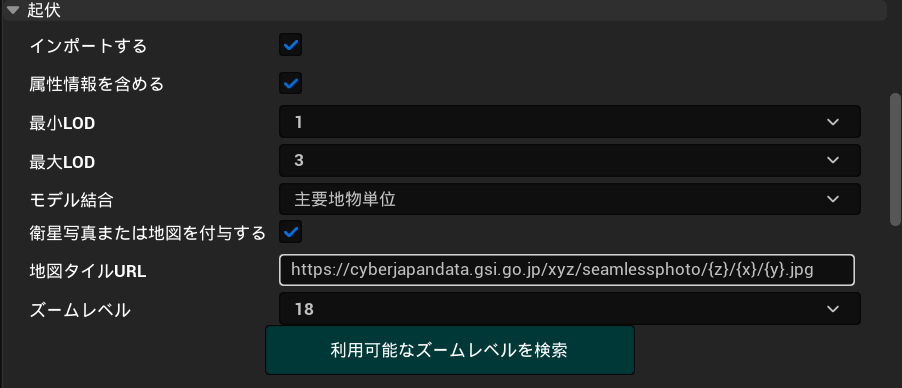 起伏
インポートする
属性情報を含める
最小LOD 1
最大LOD 3
モデル結合 主要地物単位
衛星写真または地図を付与する
地図タイルURL https://cyberjapandata.gsi.go.jp/xyz/seamlessphoto/{z}/{x}/{y}.jpg
ズームレベル 18
利用可能なズームレベルを検索